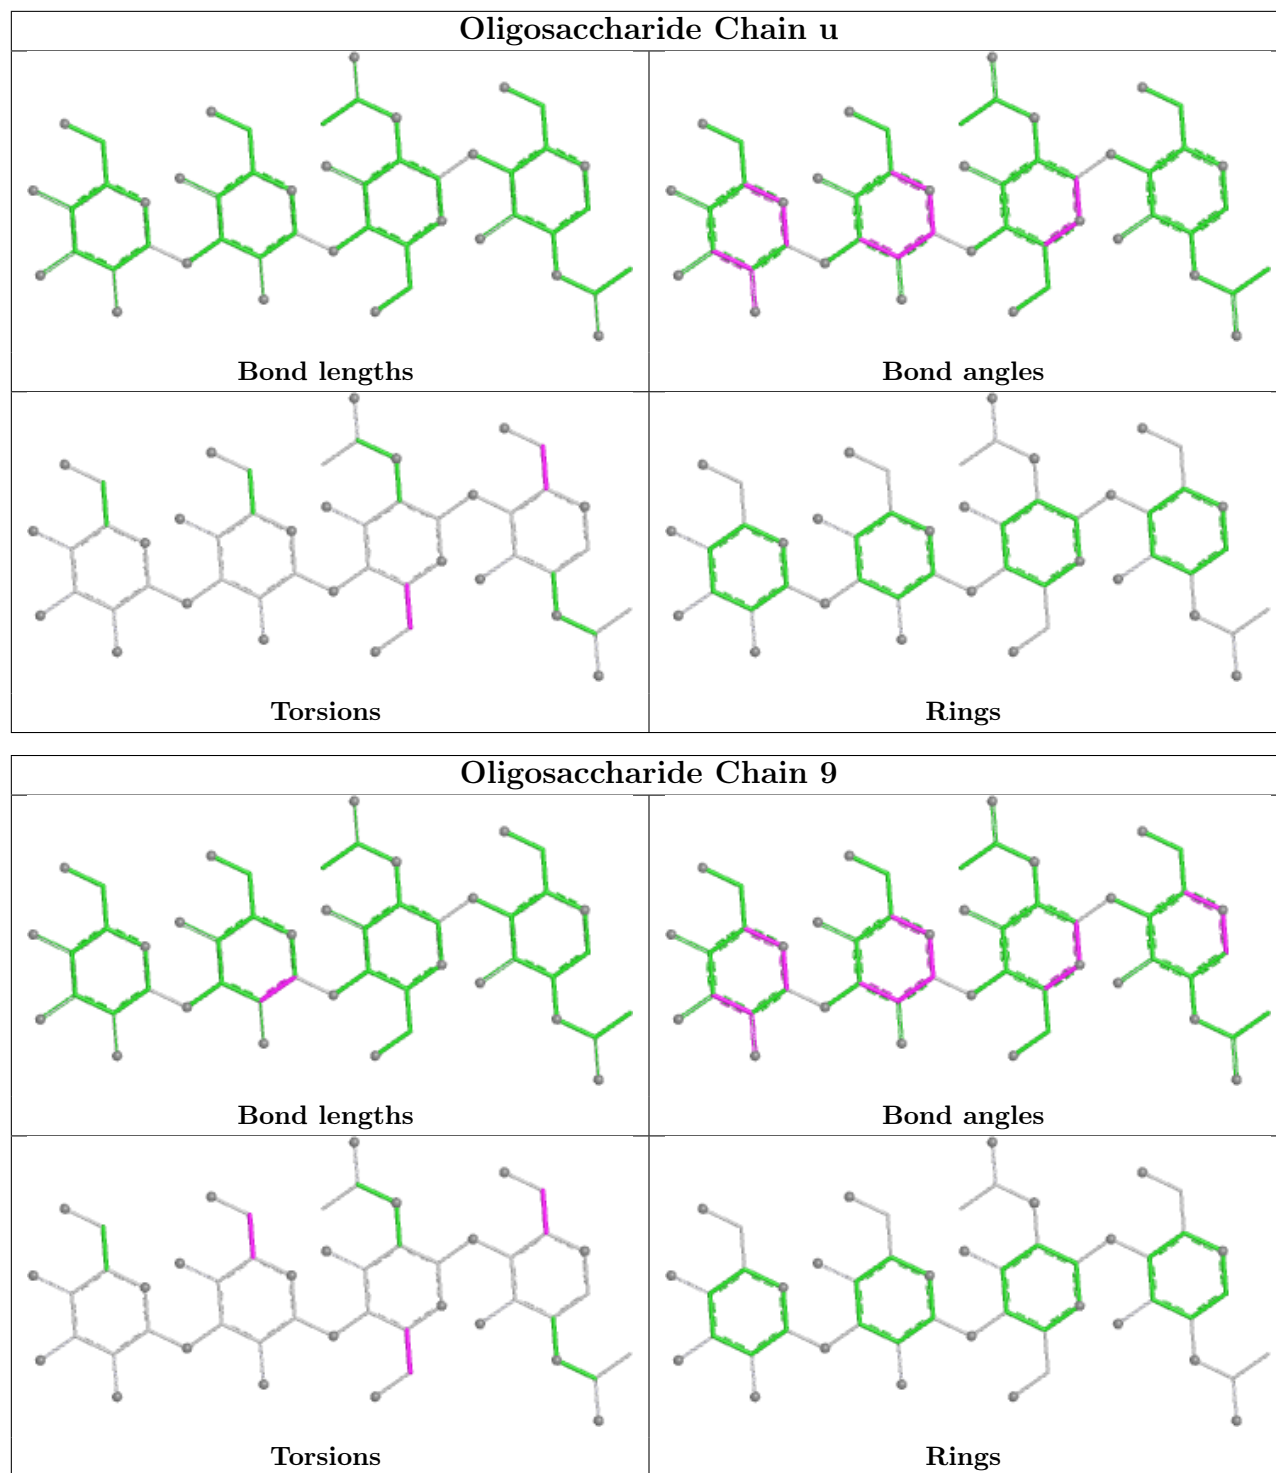 Oligosaccharide Chain u
Bond lengths
Bond angles
Torsions
Rings
Oligosaccharide Chain 9
Bond lengths
Bond angles
Torsions
Rings